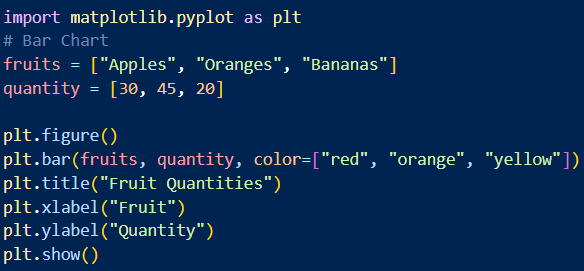 import matplotlib.pyplot as plt
# Bar Chart
fruits = ["Apples", "Oranges", "Bananas"]
quantity = [30, 45, 20]
plt.figure()
plt.bar(fruits, quantity, color=["red", "orange", "yellow"])
plt.title("Fruit Quantities")
plt.xlabel("Fruit")
plt.ylabel("Quantity")
plt.show()